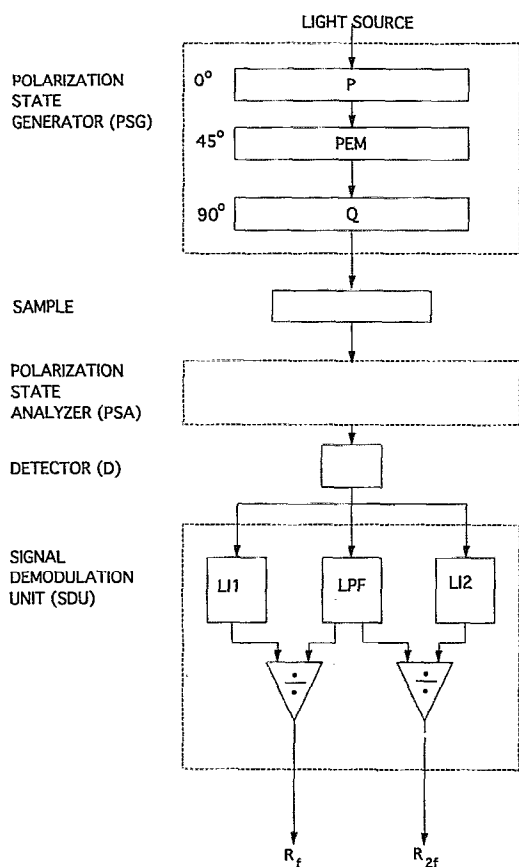 LIGHT SOURCE
POLARIZATION
STATE
GENERATOR (PSG)
0°
P
45°
PEM
90°
Q
SAMPLE
POLARIZATION
STATE
ANALYZER (PSA)
DETECTOR (D)
SIGNAL
DEMODULATION
UNIT (SDU)
LI1
LPF
LI2
÷
÷
Rf
R2f